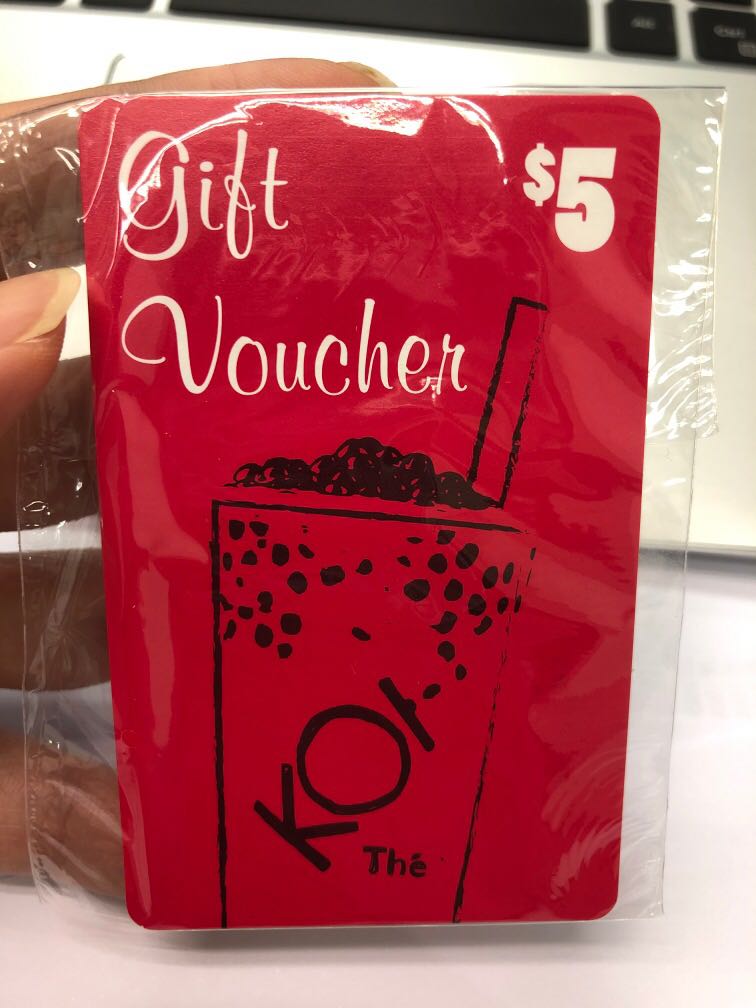 Gift
$5
Voucher
KOI
Thé